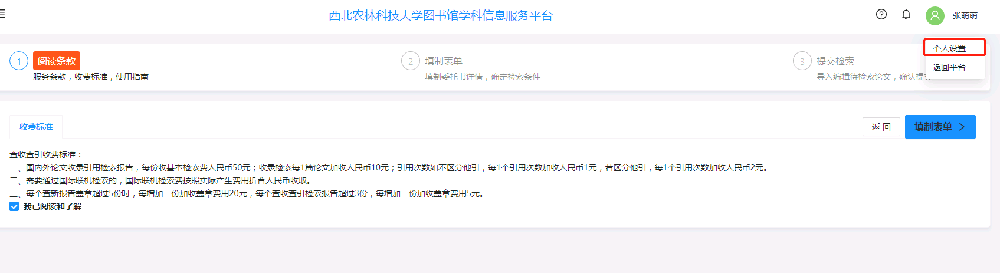 西北农林科技大学图书馆学科信息服务平台
张萌萌
个人设置
返回平台
1 阅读条款
服务条款，收费标准，使用指南
2 填制表单
填制委托书详情，确定检索条件
3 提交检索
导入编辑待检索论文，确认提交
收费标准
返 回
填制表单
查收查引收费标准：
一、国内外论文收录引用检索报告，每份收基本检索费人民币50元；收录检索每1篇论文加收人民币10元；引用次数如不区分他引，每1个引用次数加收人民币1元，若区分他引，每1个引用次数加收人民币2元。
二、需要通过国际联机检索的，国际联机检索费按照实际产生费用折合人民币收取。
三、每个查新报告盖章超过5份时，每增加一份加收盖章费用20元，每个查收查引检索报告超过3份，每增加一份加收盖章费用5元。
我已阅读和了解